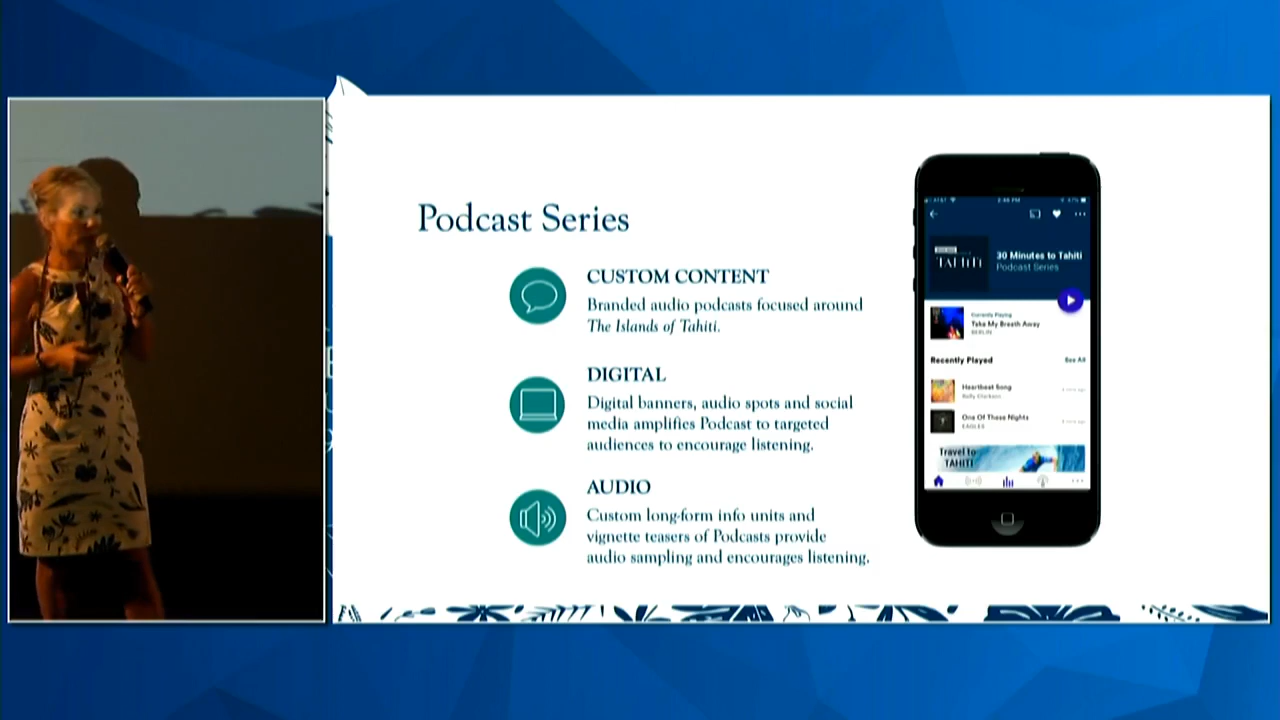 Podcast Series
CUSTOM CONTENT
Branded audio podcasts focused around
The Islands of Tahiti.
DIGITAL
Digital banners, audio spots and social
media amplifies Podcast to targeted
audiences to encourage listening.
AUDIO
Custom long-form info units and
vignette teasers of Podcasts provide
audio sampling and encourages listening.
TAHITI
30 Minutes to Tahiti
Podcast Series
Currently Playing
Take My Breath Away
BERLIN
Recently Played
See All
Heartbeat Song
Kelly Clarkson
One Of These Nights
EAGLES
Travel to
TAHITI